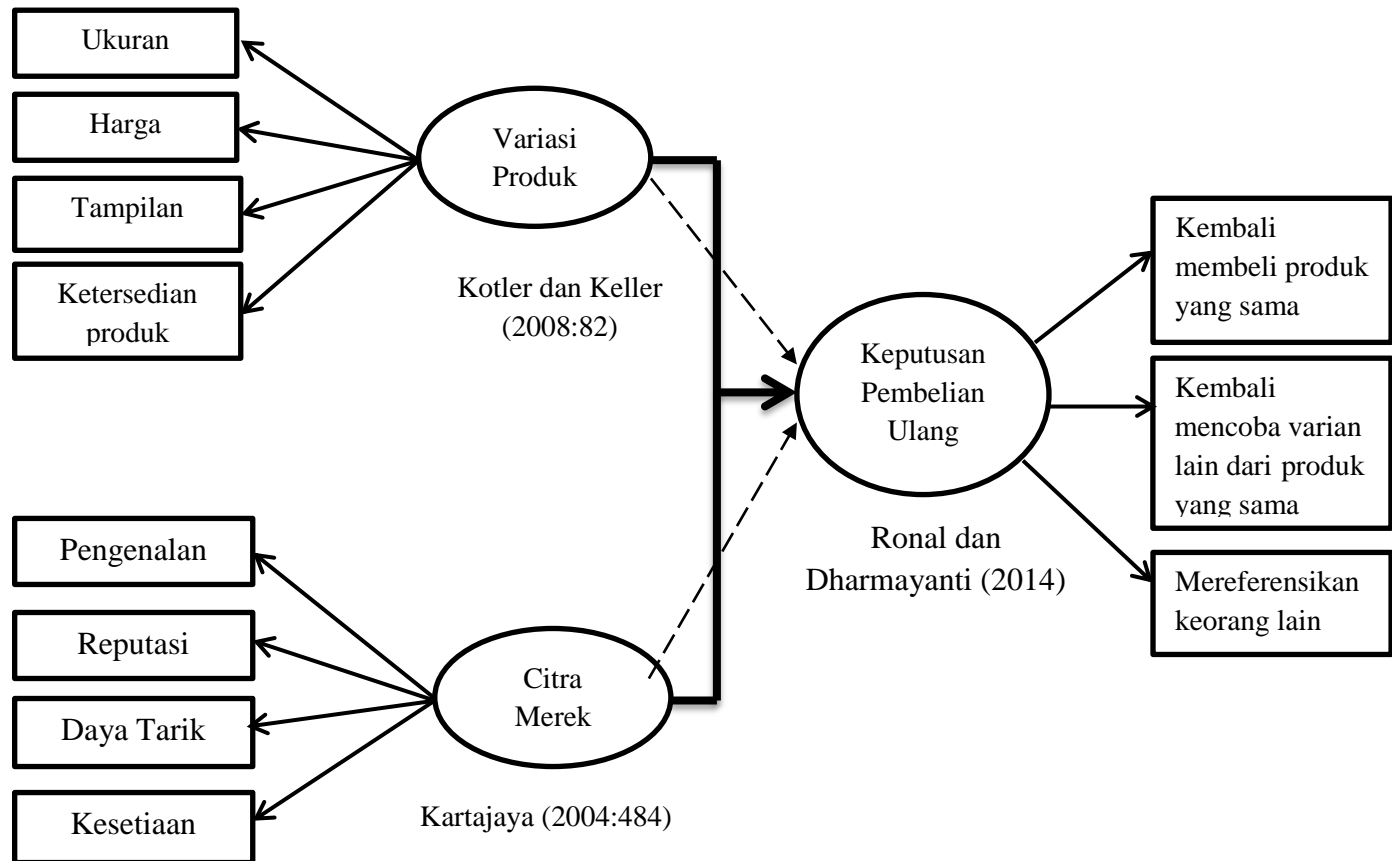 Ukuran
Harga
Tampilan
Ketersedian
produk
Variasi
Produk
Kotler dan Keller
(2008:82)
Pengenalan
Reputasi
Daya Tarik
Kesetiaan
Citra
Merek
Kartajaya (2004:484)
Keputusan
Pembelian
Ulang
Ronal dan
Dharmayanti (2014)
Kembali
membeli produk
yang sama
Kembali
mencoba varian
lain dari produk
yang sama
Mereferensikan
keorang lain